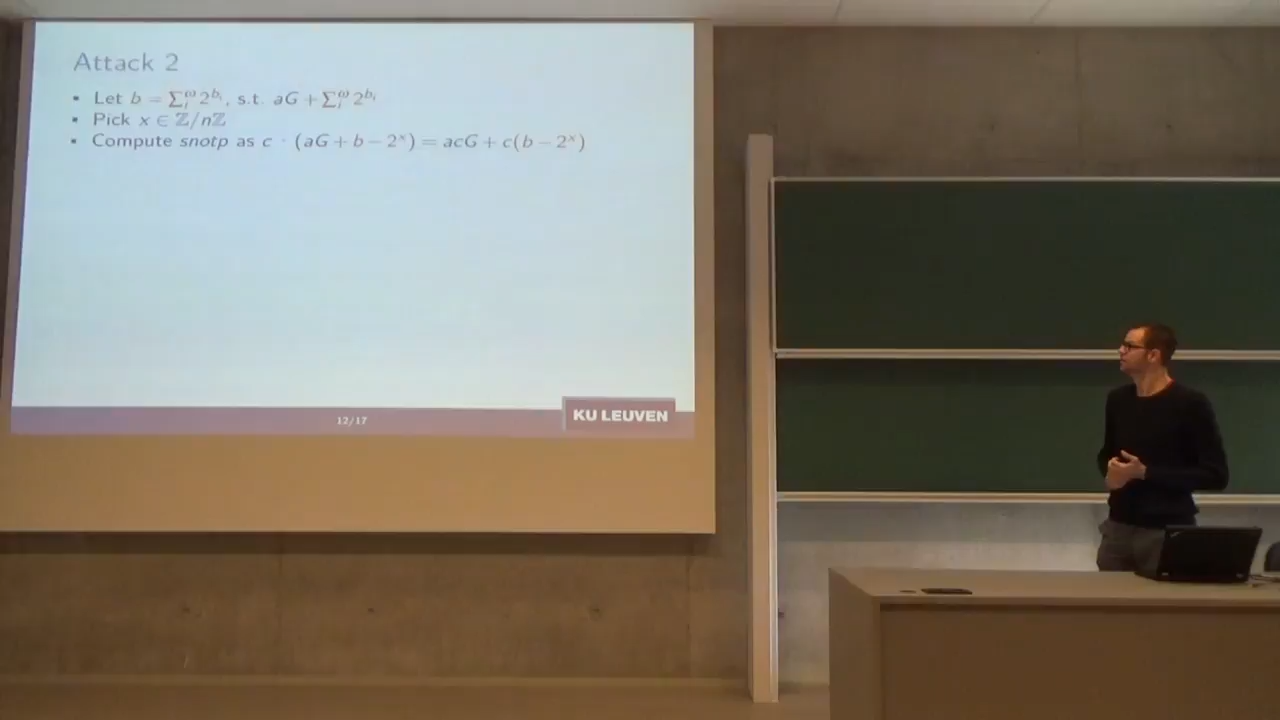 Attack 2
▪ Let b = ∑ᵢ^ω 2^{bᵢ}, s.t. aG + ∑ᵢ^ω 2^{bᵢ}
▪ Pick x ∈ ℤ/nℤ
▪ Compute snotp as c · (aG + b − 2ˣ) = acG + c(b − 2ˣ)
12/17
KU LEUVEN